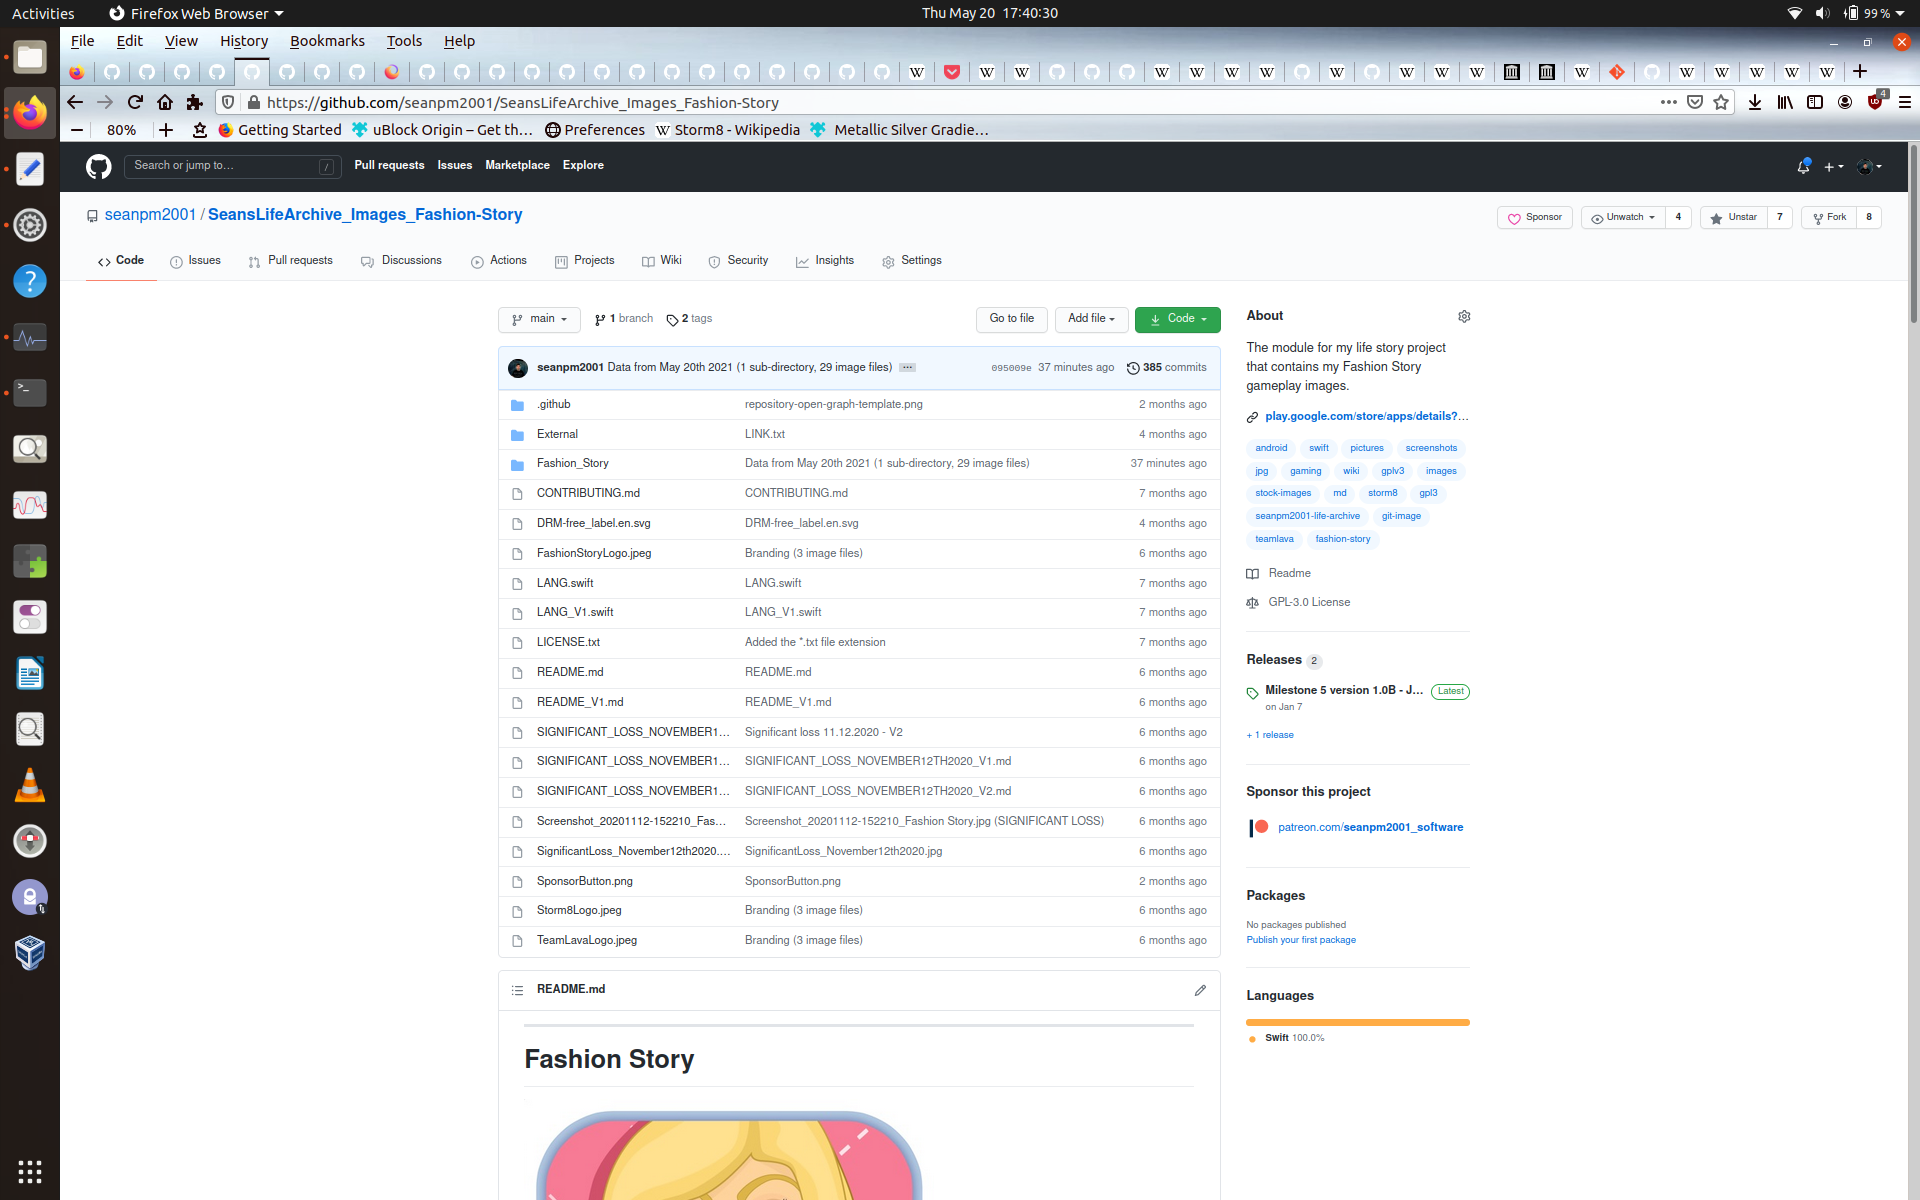 Activities Firefox Web Browser Thu May 20 17:40:30 99 %
File Edit View History Bookmarks Tools Help
https://github.com/seanpm2001/SeansLifeArchive_Images_Fashion-Story 4
80% Getting Started uBlock Origin – Get th… Preferences Storm8 - Wikipedia Metallic Silver Gradie…
Search or jump to… / Pull requests Issues Marketplace Explore
seanpm2001 / SeansLifeArchive_Images_Fashion-Story Sponsor Unwatch 4 Unstar 7 Fork 8
Code Issues Pull requests Discussions Actions Projects Wiki Security Insights Settings
main 1 branch 2 tags Go to file Add file Code
seanpm2001 Data from May 20th 2021 (1 sub-directory, 29 image files) ... 095009e 37 minutes ago 385 commits
.github repository-open-graph-template.png 2 months ago
External LINK.txt 4 months ago
Fashion_Story Data from May 20th 2021 (1 sub-directory, 29 image files) 37 minutes ago
CONTRIBUTING.md CONTRIBUTING.md 7 months ago
DRM-free_label.en.svg DRM-free_label.en.svg 4 months ago
FashionStoryLogo.jpeg Branding (3 image files) 6 months ago
LANG.swift LANG.swift 7 months ago
LANG_V1.swift LANG_V1.swift 7 months ago
LICENSE.txt Added the *.txt file extension 7 months ago
README.md README.md 6 months ago
README_V1.md README_V1.md 6 months ago
SIGNIFICANT_LOSS_NOVEMBER1… Significant loss 11.12.2020 - V2 6 months ago
SIGNIFICANT_LOSS_NOVEMBER1… SIGNIFICANT_LOSS_NOVEMBER12TH2020_V1.md 6 months ago
SIGNIFICANT_LOSS_NOVEMBER1… SIGNIFICANT_LOSS_NOVEMBER12TH2020_V2.md 6 months ago
Screenshot_20201112-152210_Fas… Screenshot_20201112-152210_Fashion Story.jpg (SIGNIFICANT LOSS) 6 months ago
SignificantLoss_November12th2020.… SignificantLoss_November12th2020.jpg 6 months ago
SponsorButton.png SponsorButton.png 2 months ago
Storm8Logo.jpeg Branding (3 image files) 6 months ago
TeamLavaLogo.jpeg Branding (3 image files) 6 months ago
README.md
Fashion Story
About
The module for my life story project
that contains my Fashion Story
gameplay images.
play.google.com/store/apps/details?…
android swift pictures screenshots
jpg gaming wiki gplv3 images
stock-images md storm8 gpl3
seanpm2001-life-archive git-image
teamlava fashion-story
Readme
GPL-3.0 License
Releases 2
Milestone 5 version 1.0B - J… Latest
on Jan 7
+ 1 release
Sponsor this project
patreon.com/seanpm2001_software
Packages
No packages published
Publish your first package
Languages
Swift 100.0%